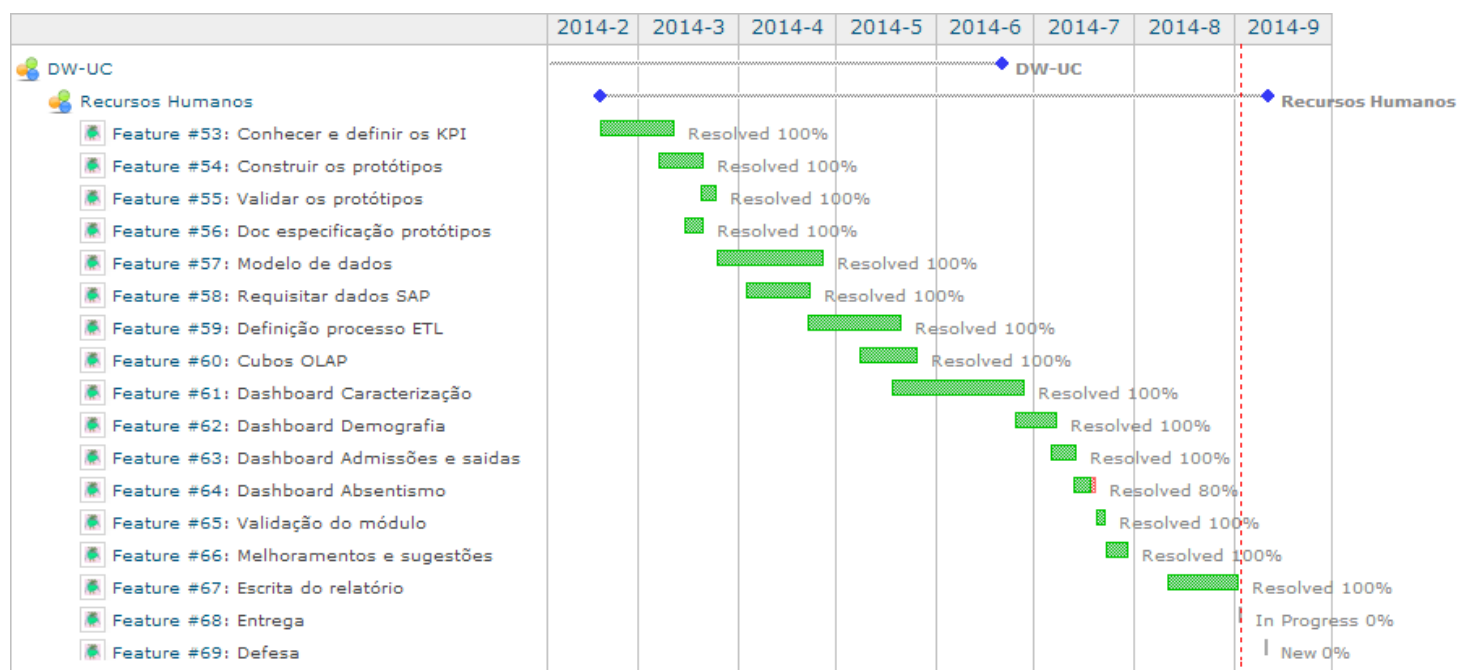 2014-2 2014-3 2014-4 2014-5 2014-6 2014-7 2014-8 2014-9
DW-UC DW-UC
Recursos Humanos Recursos Humanos
Feature #53: Conhecer e definir os KPI Resolved 100%
Feature #54: Construir os protótipos Resolved 100%
Feature #55: Validar os protótipos Resolved 100%
Feature #56: Doc especificação protótipos Resolved 100%
Feature #57: Modelo de dados Resolved 100%
Feature #58: Requisitar dados SAP Resolved 100%
Feature #59: Definição processo ETL Resolved 100%
Feature #60: Cubos OLAP Resolved 100%
Feature #61: Dashboard Caracterização Resolved 100%
Feature #62: Dashboard Demografia Resolved 100%
Feature #63: Dashboard Admissões e saidas Resolved 100%
Feature #64: Dashboard Absentismo Resolved 80%
Feature #65: Validação do módulo Resolved 100%
Feature #66: Melhoramentos e sugestões Resolved 100%
Feature #67: Escrita do relatório Resolved 100%
Feature #68: Entrega In Progress 0%
Feature #69: Defesa New 0%